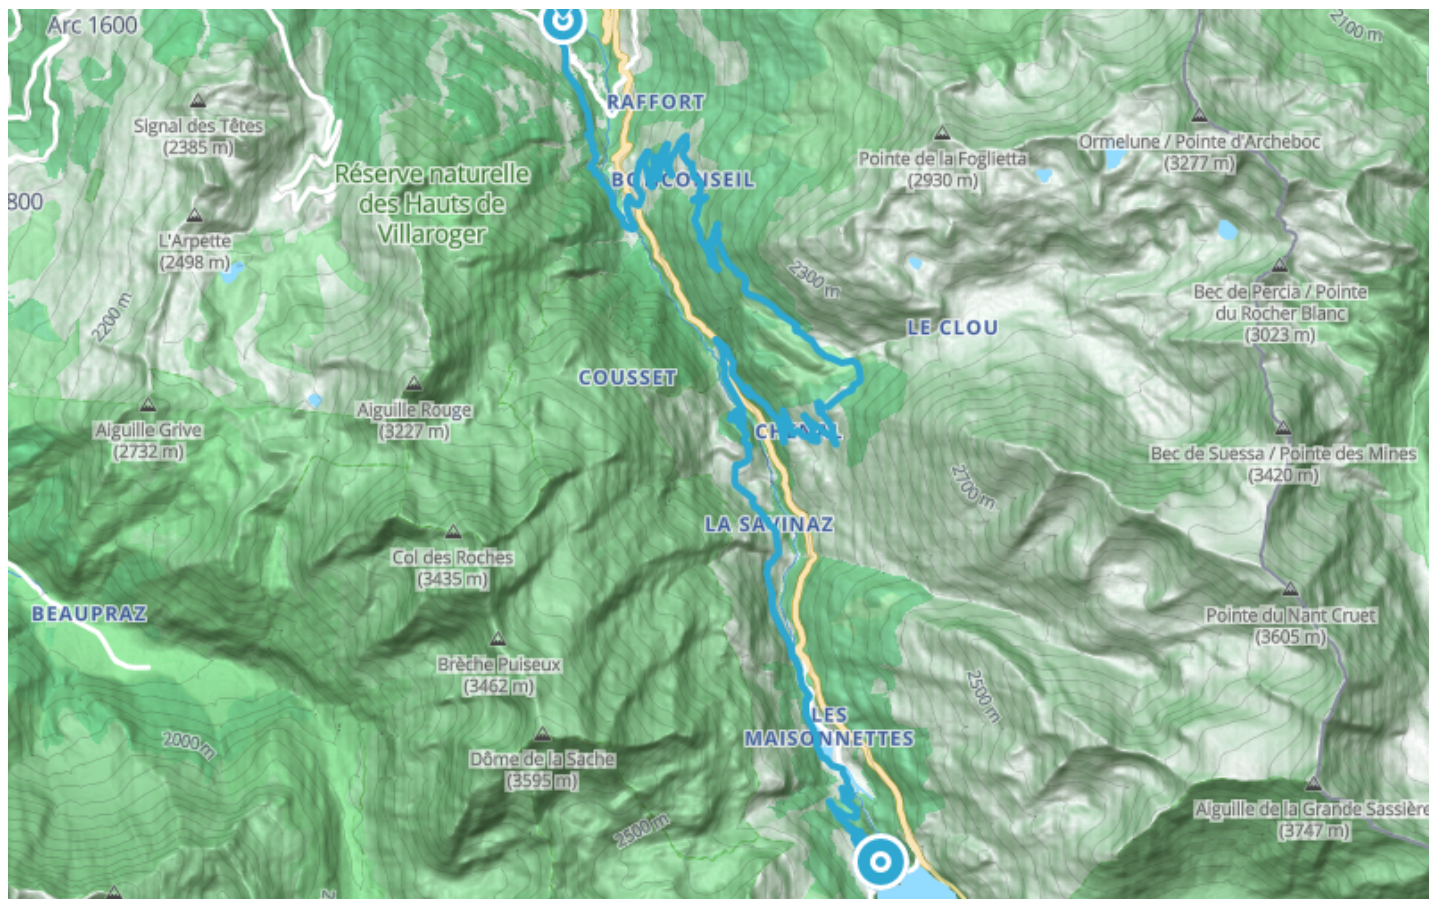 Arc 1600
2100 m
RAFFORT
Signal des Têtes
(2385 m)
Ormelune / Pointe d'Archeboc
(3277 m)
Pointe de la Foglietta
(2930 m)
Réserve naturelle
des Hauts de
Villaroger
800
L'Arpette
(2498 m)
2300 m
2200 m
Bec de Percia / Pointe
du Rocher Blanc
(3023 m)
LE CLOU
COUSSET
Aiguille Rouge
(3227 m)
Aiguille Grive
(2732 m)
Bec de Suessa / Pointe des Mines
(3420 m)
2700 m
LA SAVINAZ
Col des Roches
(3435 m)
BEAUPRAZ
Pointe du Nant Cruet
(3605 m)
Brèche Puiseux
(3462 m)
2500 m
LES
MAISONNETTES
2000 m
Dôme de la Sache
(3595 m)
Aiguille de la Grande Sassière
(3747 m)
2500 m
2